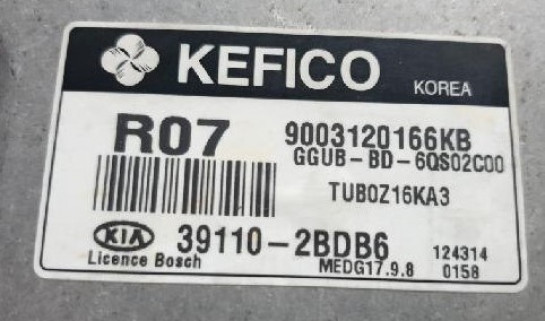 KEFICO
KOREA
R07
9003120166KB
GGUB-BD-6QS02C00
TUB0Z16KA3
KIA
39110-2BDB6
124314
Licence Bosch
MEDG17.9.8
0158